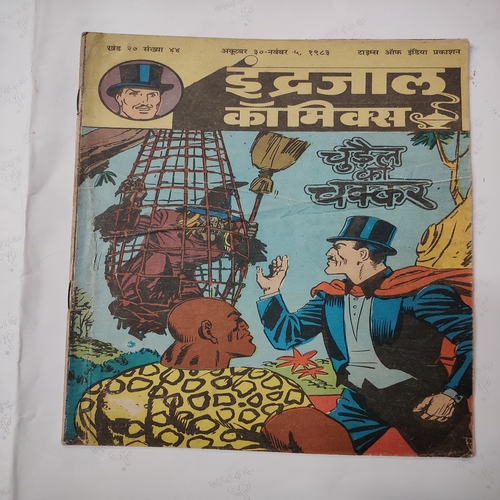 खंड २० संख्या ४४ अक्टूबर ३०-नवंबर ५, १९८३ टाइम्स ऑफ इंडिया प्रकाशन
इंद्रजाल
कॉमिक्स
चुड़ैल
का
चक्कर